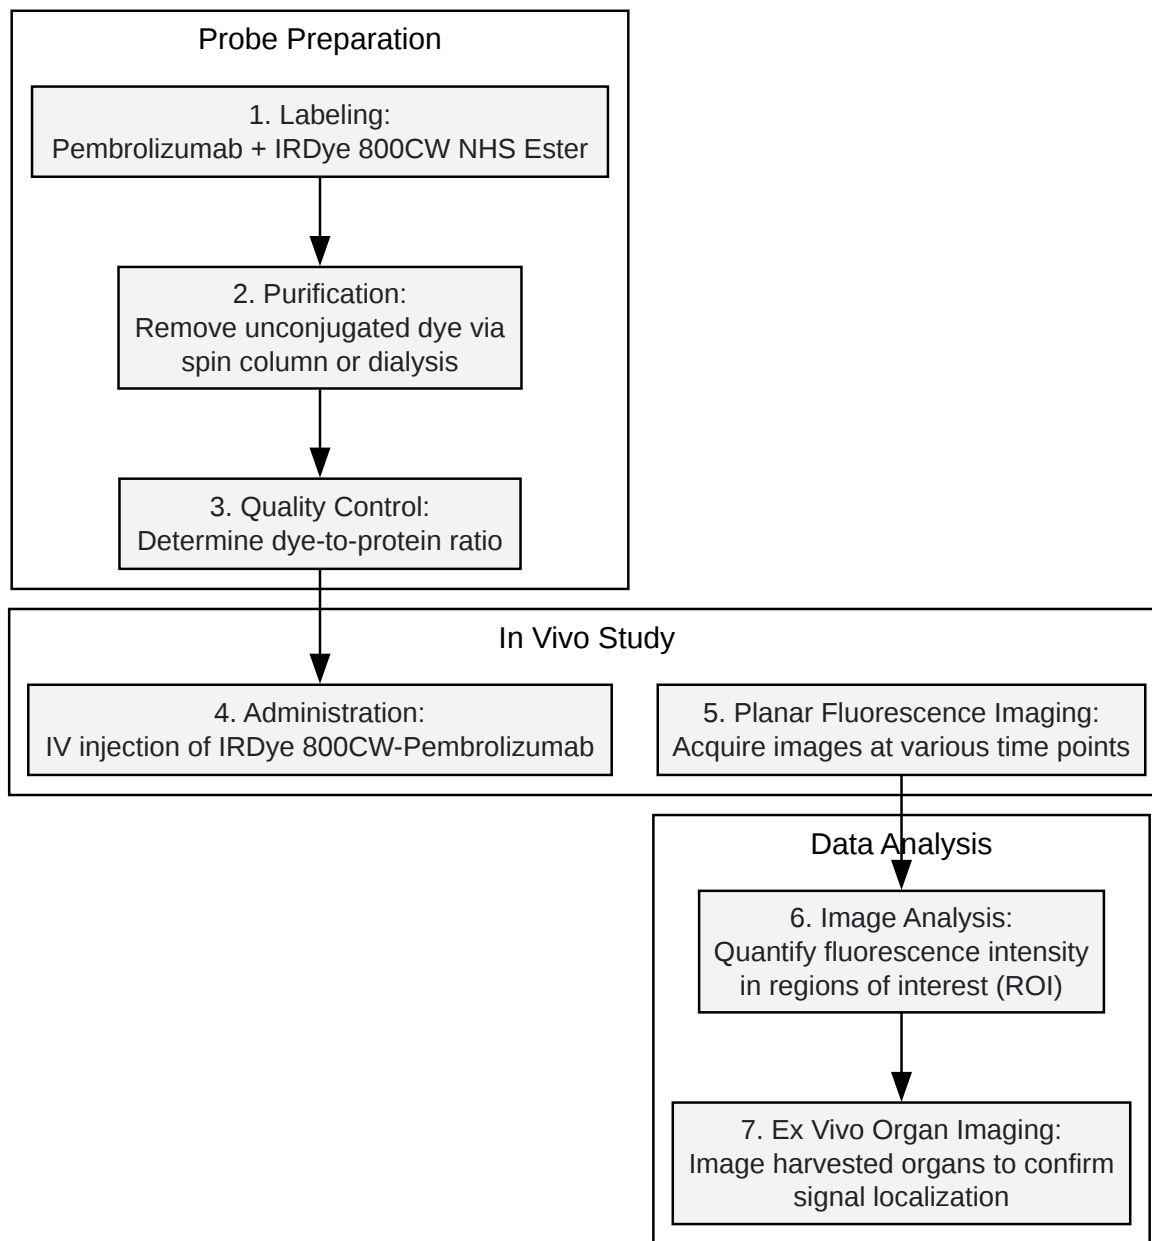 Probe Preparation
1. Labeling:
Pembrolizumab + IRDye 800CW NHS Ester
2. Purification:
Remove unconjugated dye via
spin column or dialysis
3. Quality Control:
Determine dye-to-protein ratio
In Vivo Study
4. Administration:
IV injection of IRDye 800CW-Pembrolizumab
5. Planar Fluorescence Imaging:
Acquire images at various time points
Data Analysis
6. Image Analysis:
Quantify fluorescence intensity
in regions of interest (ROI)
7. Ex Vivo Organ Imaging:
Image harvested organs to confirm
signal localization